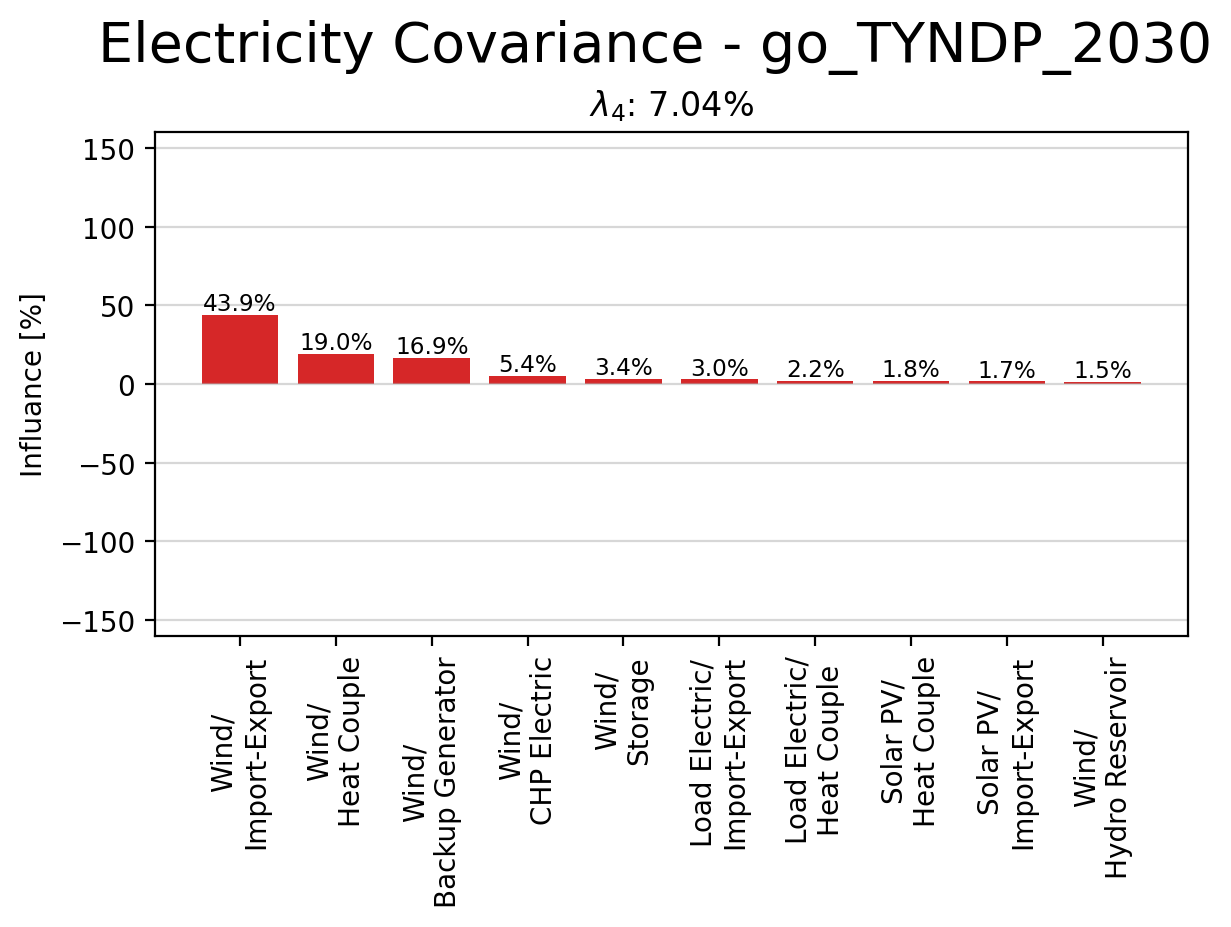 Electricity Covariance - go_TYNDP_2030
λ4: 7.04%
Influance [%]
150
100
50
0
−50
−100
−150
43.9%
19.0%
16.9%
5.4%
3.4%
3.0%
2.2%
1.8%
1.7%
1.5%
Wind/
Import-Export
Wind/
Heat Couple
Wind/
Backup Generator
Wind/
CHP Electric
Wind/
Storage
Load Electric/
Import-Export
Load Electric/
Heat Couple
Solar PV/
Heat Couple
Solar PV/
Import-Export
Wind/
Hydro Reservoir